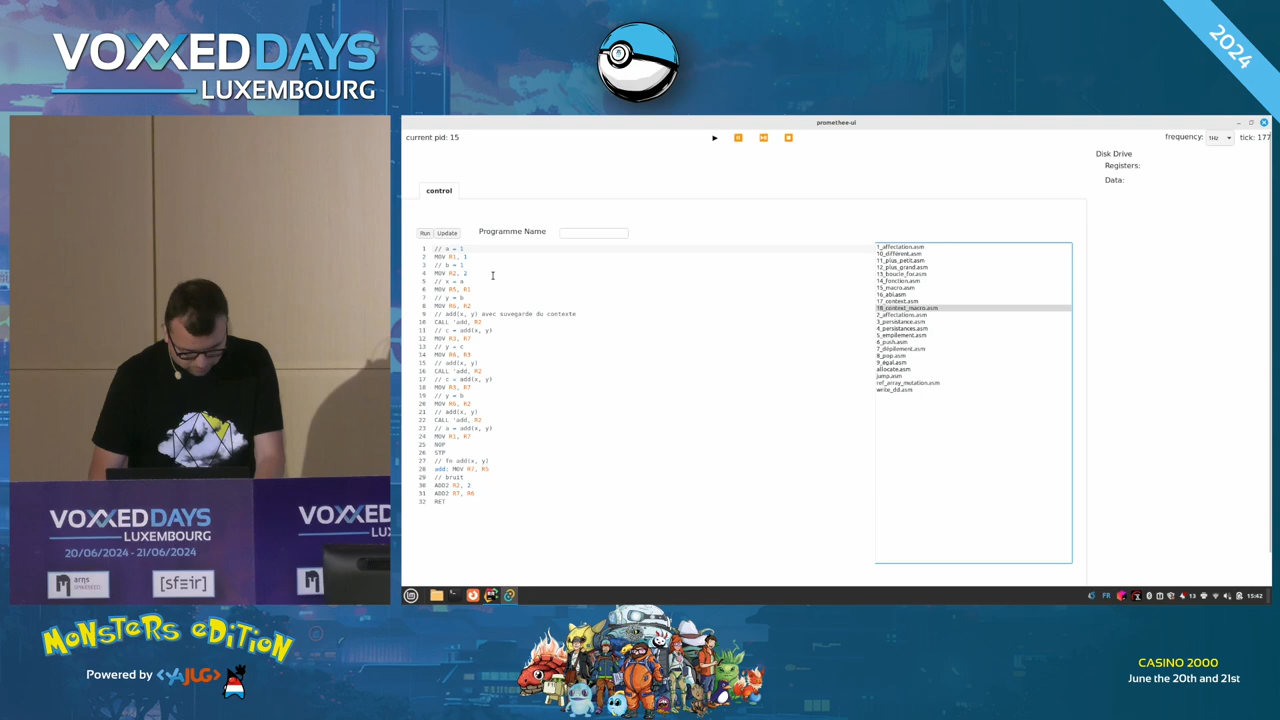 VOXXEDDAYS
LUXEMBOURG
2024
promethee-ui
current pid: 15
frequency: 1Hz tick: 177
Disk Drive
Registers:
Data:
control
Run Update Programme Name
1 // a = 1
2 MOV R1, 1
3 // b = 1
4 MOV R2, 2
5 // x = a
6 MOV R5, R1
7 // y = b
8 MOV R6, R2
9 // add(x, y) avec suvegarde du contexte
10 CALL 'add, R2
11 // c = add(x, y)
12 MOV R3, R7
13 // y = c
14 MOV R6, R3
15 // add(x, y)
16 CALL 'add, R2
17 // c = add(x, y)
18 MOV R3, R7
19 // y = b
20 MOV R6, R2
21 // add(x, y)
22 CALL 'add, R2
23 // a = add(x, y)
24 MOV R1, R7
25 NOP
26 STP
27 // fn add(x, y)
28 add: MOV R7, R5
29 // bruit
30 ADD2 R2, 2
31 ADD2 R7, R6
32 RET
1_affectation.asm
10_different.asm
11_plus_petit.asm
12_plus_grand.asm
13_boucle_for.asm
14_fonction.asm
15_macro.asm
16_abi.asm
17_context.asm
18_context_macro.asm
2_affectations.asm
3_persistance.asm
4_persistances.asm
5_empilement.asm
6_push.asm
7_dépilement.asm
8_pop.asm
9_égal.asm
allocate.asm
jump.asm
ref_array_mutation.asm
write_dd.asm
FR
13
15:42
VOXXEDDAYS
LUXEMBOURG
20/06/2024 - 21/06/2024
[sfeir]
VOXXED
LUXEMB
MONSTERS EDITION
Powered by <YAJUG>
CASINO 2000
June the 20th and 21st